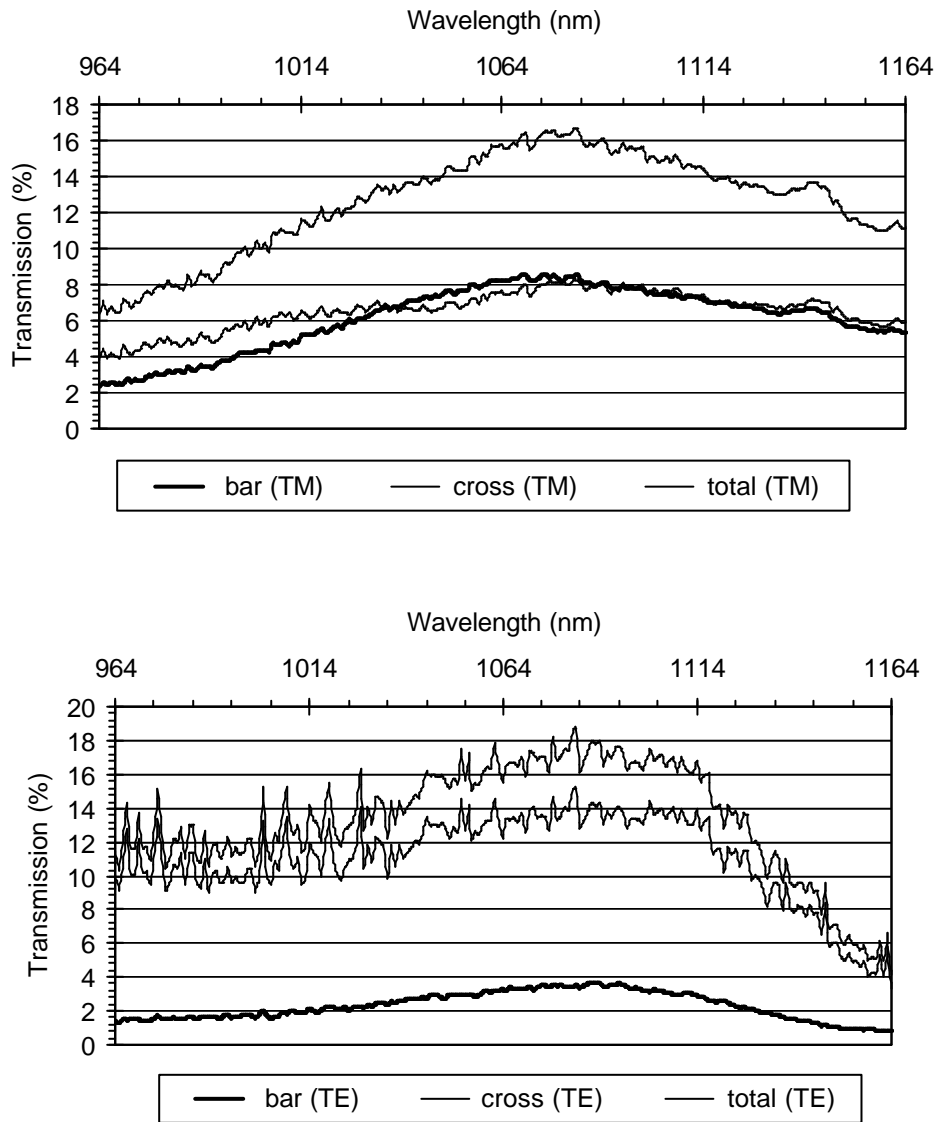 Wavelength (nm)
964 1014 1064 1114 1164
18
16
14
12
10
8
6
4
2
0
Transmission (%)
bar (TM) cross (TM) total (TM)
Wavelength (nm)
964 1014 1064 1114 1164
20
18
16
14
12
10
8
6
4
2
0
Transmission (%)
bar (TE) cross (TE) total (TE)